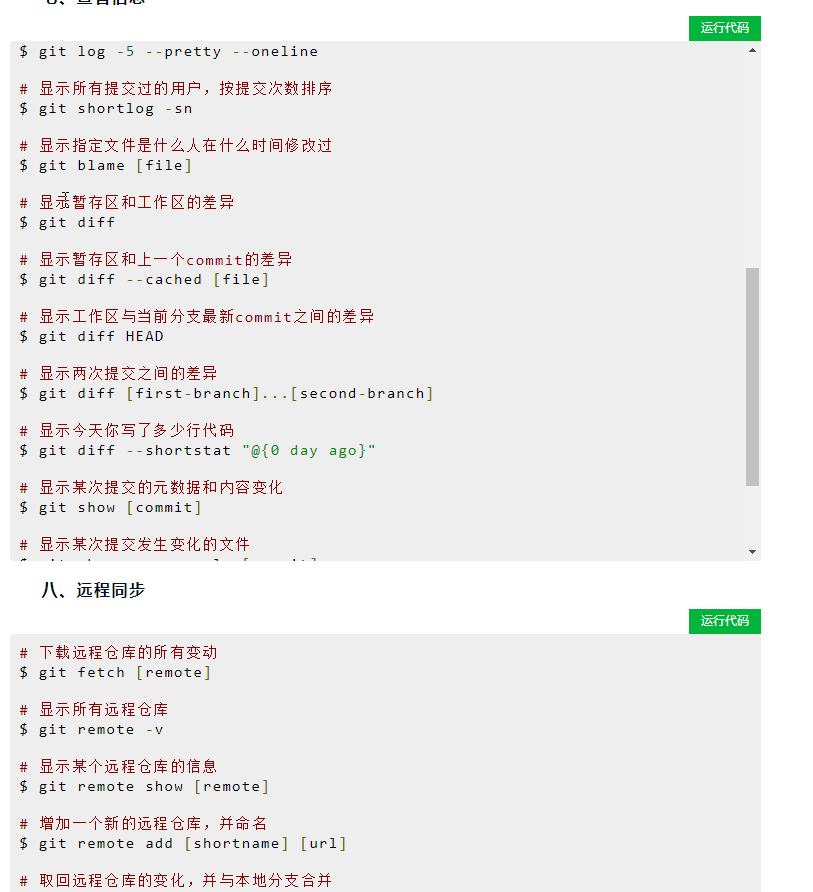 运行代码
$ git log -5 --pretty --oneline
# 显示所有提交过的用户，按提交次数排序
$ git shortlog -sn
# 显示指定文件是什么人在什么时间修改过
$ git blame [file]
# 显示暂存区和工作区的差异
$ git diff
# 显示暂存区和上一个commit的差异
$ git diff --cached [file]
# 显示工作区与当前分支最新commit之间的差异
$ git diff HEAD
# 显示两次提交之间的差异
$ git diff [first-branch]...[second-branch]
# 显示今天你写了多少行代码
$ git diff --shortstat "@{0 day ago}"
# 显示某次提交的元数据和内容变化
$ git show [commit]
# 显示某次提交发生变化的文件
八、远程同步
运行代码
# 下载远程仓库的所有变动
$ git fetch [remote]
# 显示所有远程仓库
$ git remote -v
# 显示某个远程仓库的信息
$ git remote show [remote]
# 增加一个新的远程仓库，并命名
$ git remote add [shortname] [url]
# 取回远程仓库的变化，并与本地分支合并